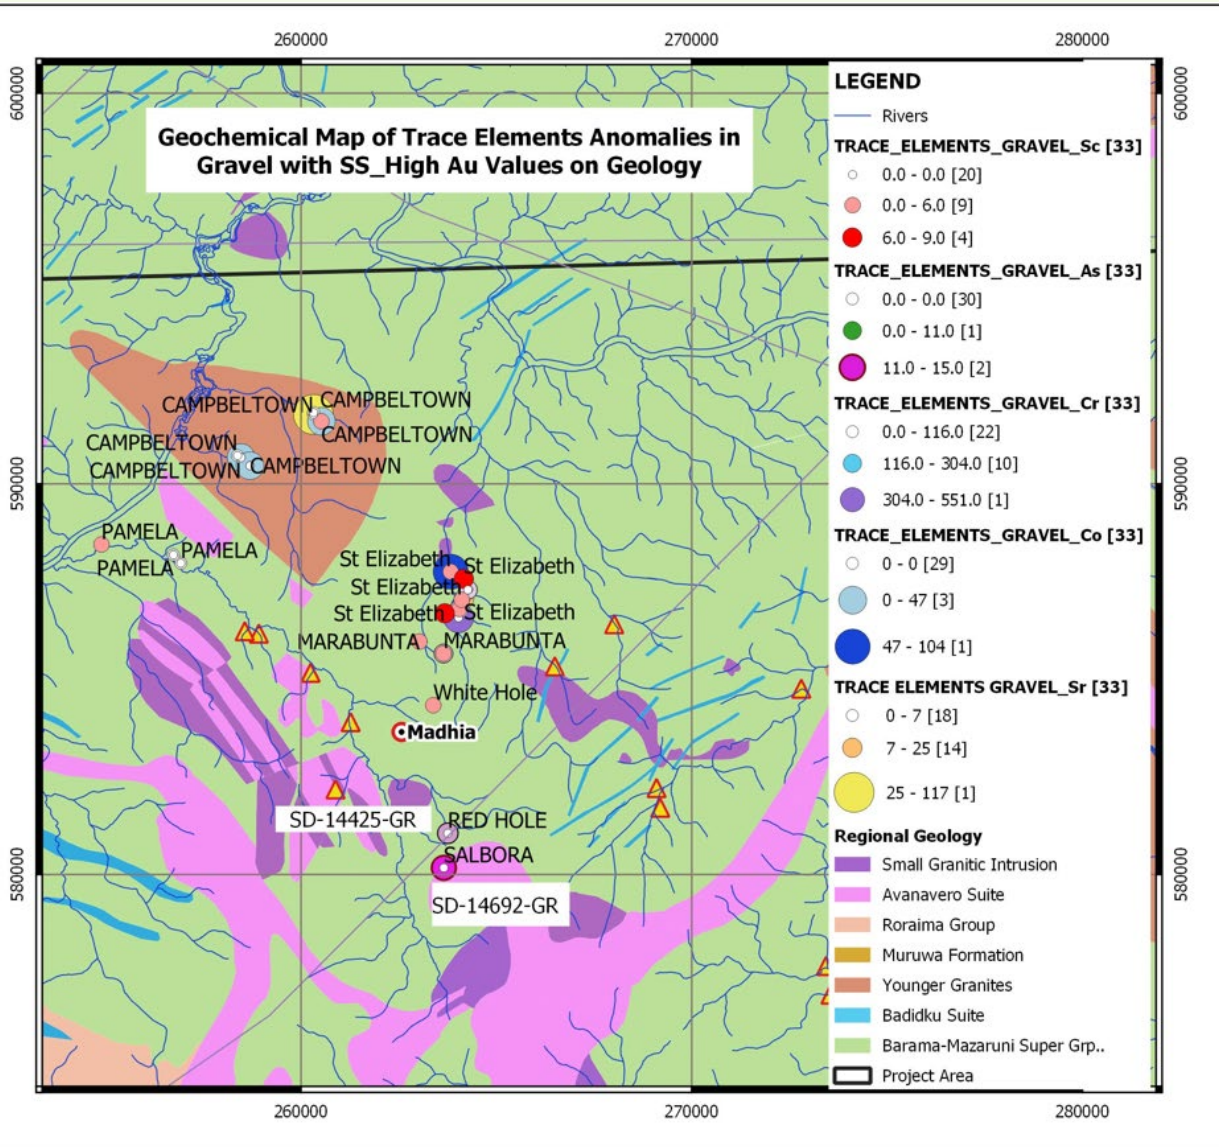 260000
270000
280000
600000
600000
Geochemical Map of Trace Elements Anomalies in
Gravel with SS_High Au Values on Geology
CAMPBELTOWN
CAMPBELTOWN
CAMPBELTOWN
CAMPBELTOWN
CAMPBELTOWN
CAMPBELTOWN
590000
590000
PAMELA
PAMELA
PAMELA
St Elizabeth
St Elizabeth
St Elizabeth
St Elizabeth
St Elizabeth
MARABUNTA
MARABUNTA
White Hole
Madhia
SD-14425-GR
RED HOLE
SALBORA
SD-14692-GR
580000
580000
LEGEND
Rivers
TRACE_ELEMENTS_GRAVEL_Sc [33]
0.0 - 0.0 [20]
0.0 - 6.0 [9]
6.0 - 9.0 [4]
TRACE_ELEMENTS_GRAVEL_As [33]
0.0 - 0.0 [30]
0.0 - 11.0 [1]
11.0 - 15.0 [2]
TRACE_ELEMENTS_GRAVEL_Cr [33]
0.0 - 116.0 [22]
116.0 - 304.0 [10]
304.0 - 551.0 [1]
TRACE_ELEMENTS_GRAVEL_Co [33]
0 - 0 [29]
0 - 47 [3]
47 - 104 [1]
TRACE ELEMENTS GRAVEL_Sr [33]
0 - 7 [18]
7 - 25 [14]
25 - 117 [1]
Regional Geology
Small Granitic Intrusion
Avanavero Suite
Roraima Group
Muruwa Formation
Younger Granites
Badidku Suite
Barama-Mazaruni Super Grp..
Project Area
260000
270000
280000